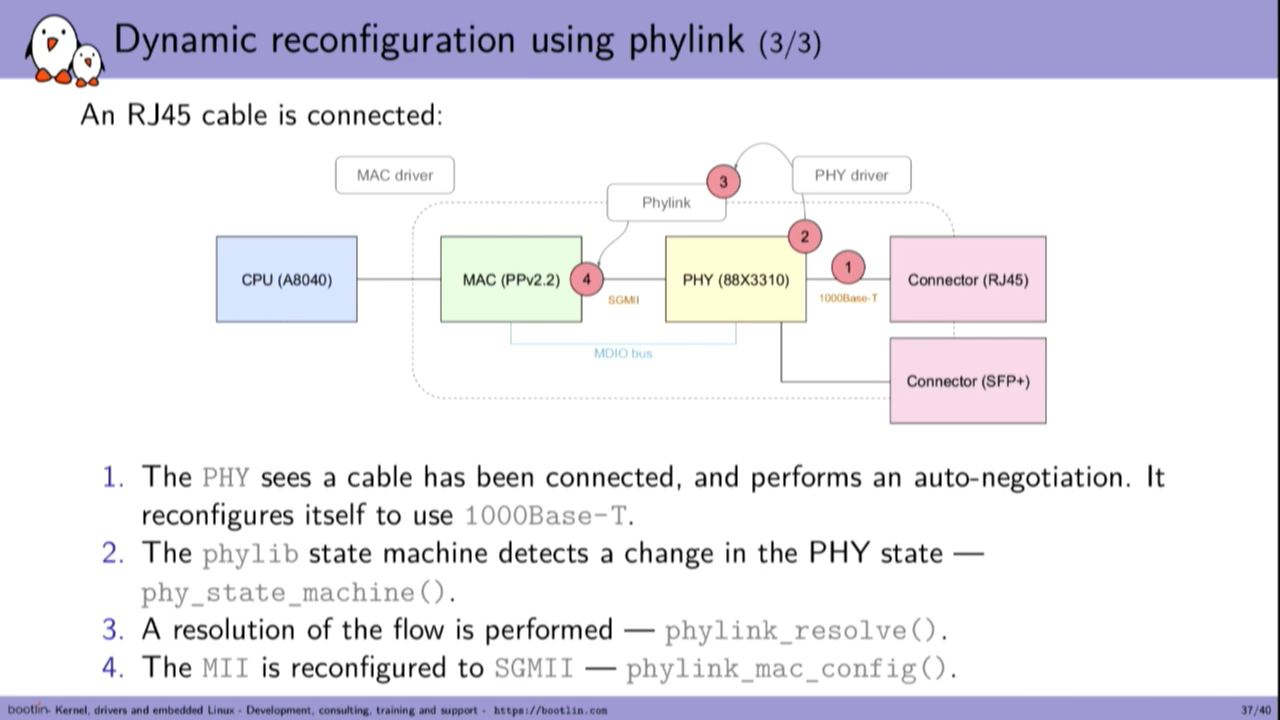 Dynamic reconfiguration using phylink (3/3)
An RJ45 cable is connected:
MAC driver
3
PHY driver
Phylink
2
CPU (A8040)
MAC (PPv2.2)
4
SGMII
PHY (88X3310)
1
1000Base-T
Connector (RJ45)
MDIO bus
Connector (SFP+)
1. The PHY sees a cable has been connected, and performs an auto-negotiation. It
reconfigures itself to use 1000Base-T.
2. The phylib state machine detects a change in the PHY state —
phy_state_machine().
3. A resolution of the flow is performed — phylink_resolve().
4. The MII is reconfigured to SGMII — phylink_mac_config().
bootlin - Kernel, drivers and embedded Linux - Development, consulting, training and support - https://bootlin.com
37/40